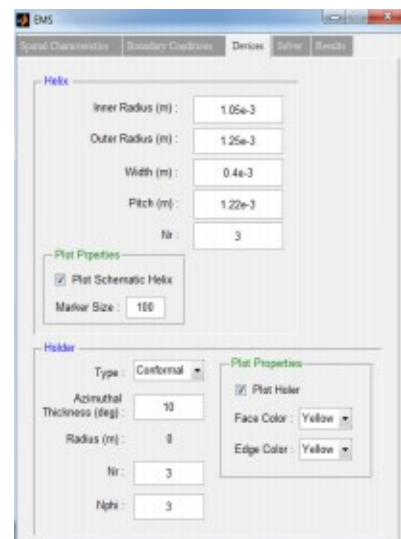 EMS
Spatial Characteristics Boundary Conditions Devices Solver Results
Helix
Inner Radius (m) : 1.05e-3
Outer Radius (m) : 1.25e-3
Width (m) : 0.4e-3
Pitch (m) : 1.22e-3
Nr : 3
Plot Prperties
Plot Schematic Helix
Marker Size : 100
Holder
Type : Conformal
Azimuthal
Thickness (deg) : 10
Radius (m) : 0
Nr : 3
Nphi : 3
Plot Properties
Plot Holer
Face Color : Yellow
Edge Color : Yellow